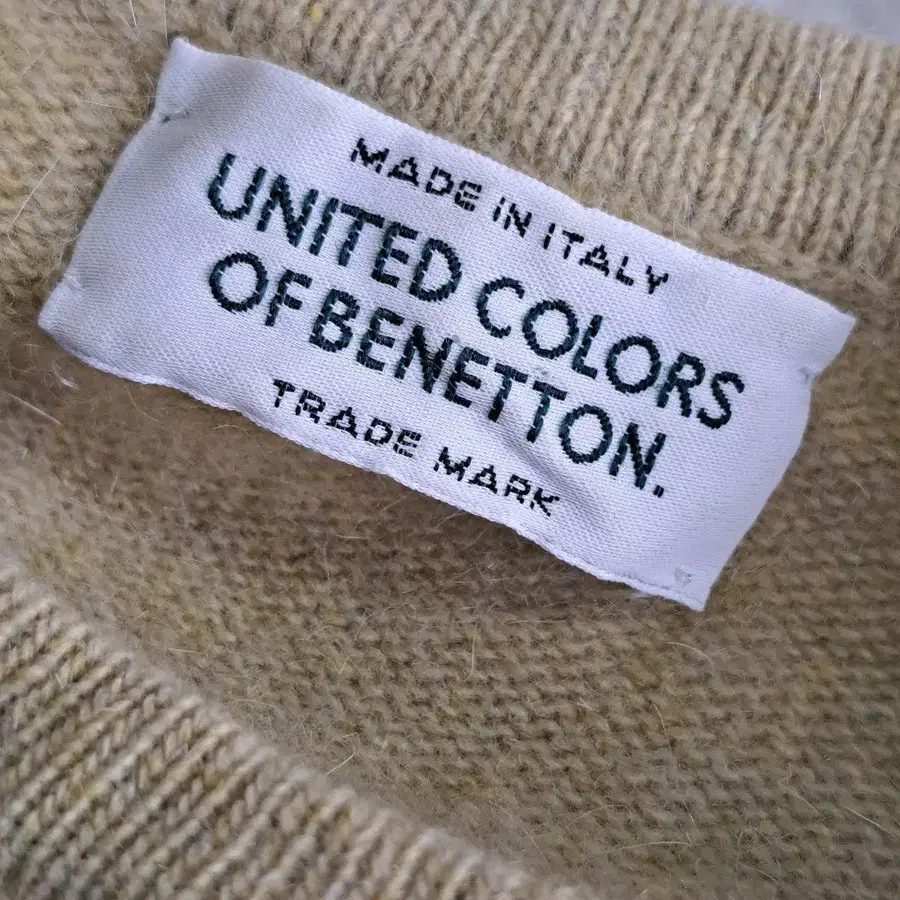 MADE IN ITALY
UNITED COLORS
OF BENETTON.
TRADE MARK